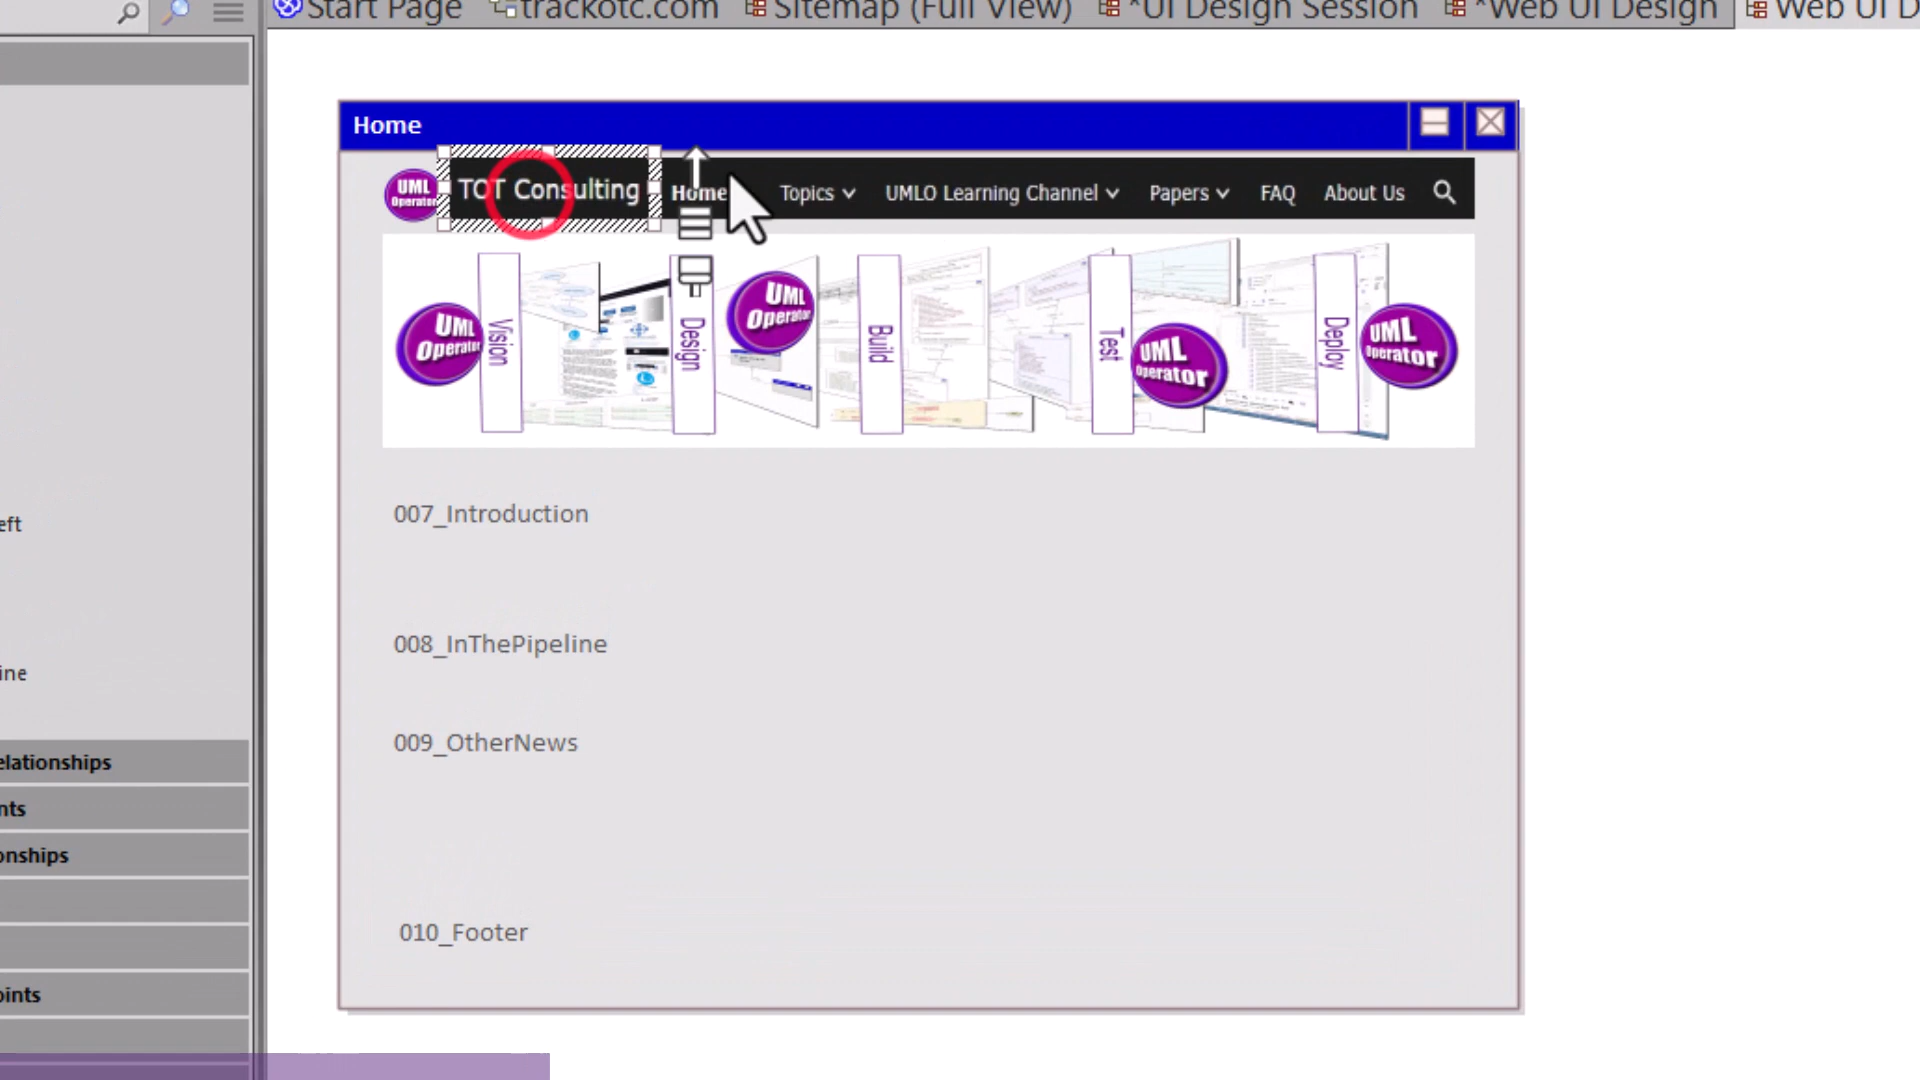 Start Page trackotc.com Sitemap (Full View) *UI Design Session *Web UI Design Web UI D
Home
UML Operator
TOT Consulting Home Topics UMLO Learning Channel Papers FAQ About Us
UML Operator
Vision
Design
UML Operator
Build
Test
UML Operator
Deploy
UML Operator
007_Introduction
eft
008_InThePipeline
ine
009_OtherNews
elationships
nts
onships
010_Footer
oints